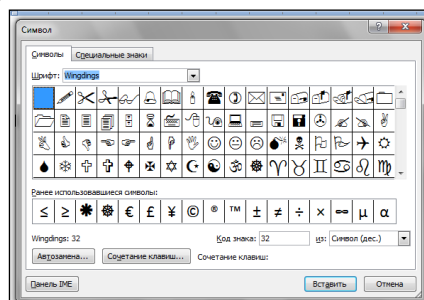 Символ
Символы Специальные знаки
Шрифт: Wingdings
Ранее использовавшиеся символы:
≤ ≥ ✱ ☸ € £ ¥ © ® ™ ± ≠ ÷ × ∞ µ α
Wingdings: 32 Код знака: 32 из: Символ (дес.)
Автозамена... Сочетание клавиш... Сочетание клавиш:
Панель IME Вставить Отмена